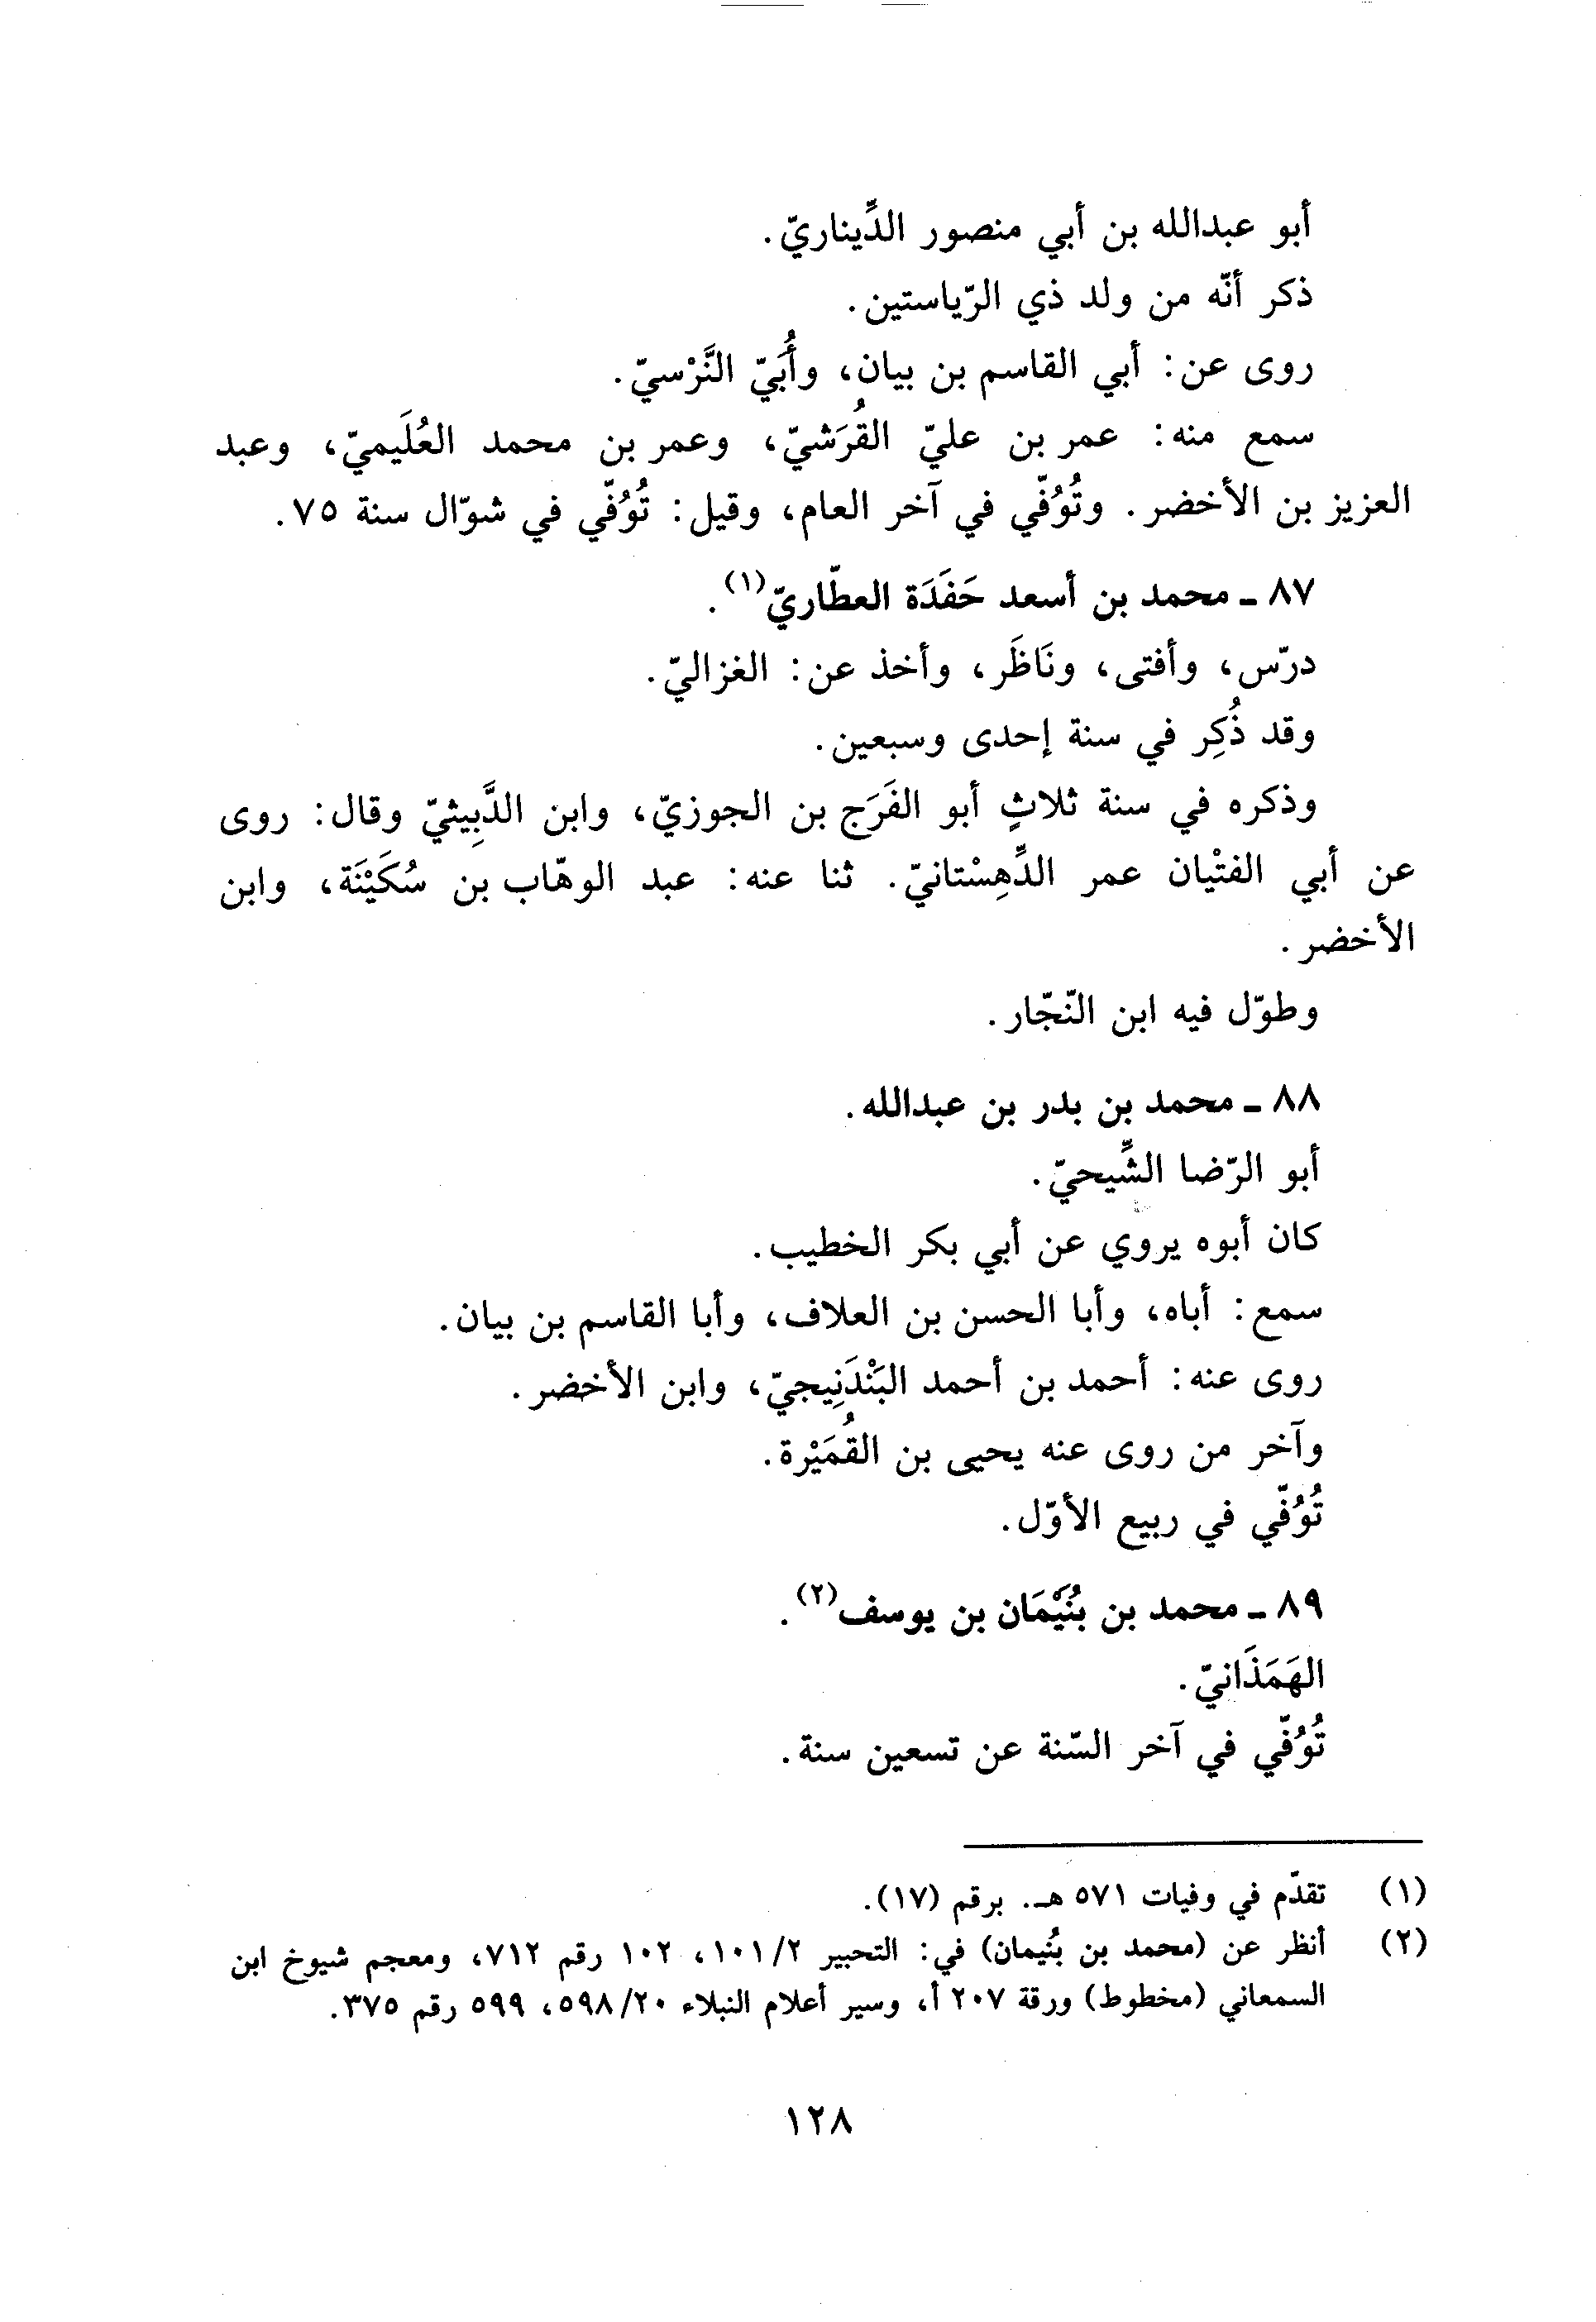 أبو عبدالله بن أبي منصور الدِّيناريّ.
ذكر أنّه من ولد ذي الرّياستين.
روى عن: أبي القاسم بن بيان، وأُبَيّ النَّرْسيّ.
سمع منه: عمر بن عليّ القُرَشيّ، وعمر بن محمد العُلَيميّ، وعبد
العزيز بن الأخضر. وتُوُفّي في آخر العام، وقيل: تُوُفّي في شوّال سنة ٧٥.
٨٧ ـ محمد بن أسعد حَفَدَة العطّاريّ(١).
درّس، وأفتى، ونَاظَر، وأخذ عن: الغزاليّ.
وقد ذُكِر في سنة إحدى وسبعين.
وذكره في سنة ثلاثٍ أبو الفَرَج بن الجوزيّ، وابن الدَّبِيثيّ وقال: روى
عن أبي الفتْيان عمر الدِّهِسْتانيّ. ثنا عنه: عبد الوهّاب بن سُكَيْنَة، وابن
الأخضر.
وطوّل فيه ابن النّجّار.
٨٨ ـ محمد بن بدر بن عبدالله.
أبو الرّضا الشِّيحيّ.
كان أبوه يروي عن أبي بكر الخطيب.
سمع: أباه، وأبا الحسن بن العلاف، وأبا القاسم بن بيان.
روى عنه: أحمد بن أحمد البَنْدَنِيجيّ، وابن الأخضر.
وآخر من روى عنه يحيى بن القُمَيْرة.
تُوُفّي في ربيع الأوّل.
٨٩ ـ محمد بن بُنَيْمَان بن يوسف(٢).
الهَمَذَانيّ.
تُوُفّي في آخر السّنة عن تسعين سنة.
(١) تقدّم في وفيات ٥٧١ هـ. برقم (١٧).
(٢) أنظر عن (محمد بن بُنيمان) في: التحبير ٢/ ١٠١، ١٠٢ رقم ٧١٢، ومعجم شيوخ ابن
السمعاني (مخطوط) ورقة ٢٠٧ أ، وسير أعلام النبلاء ٢٠/ ٥٩٨، ٥٩٩ رقم ٣٧٥.
١٢٨